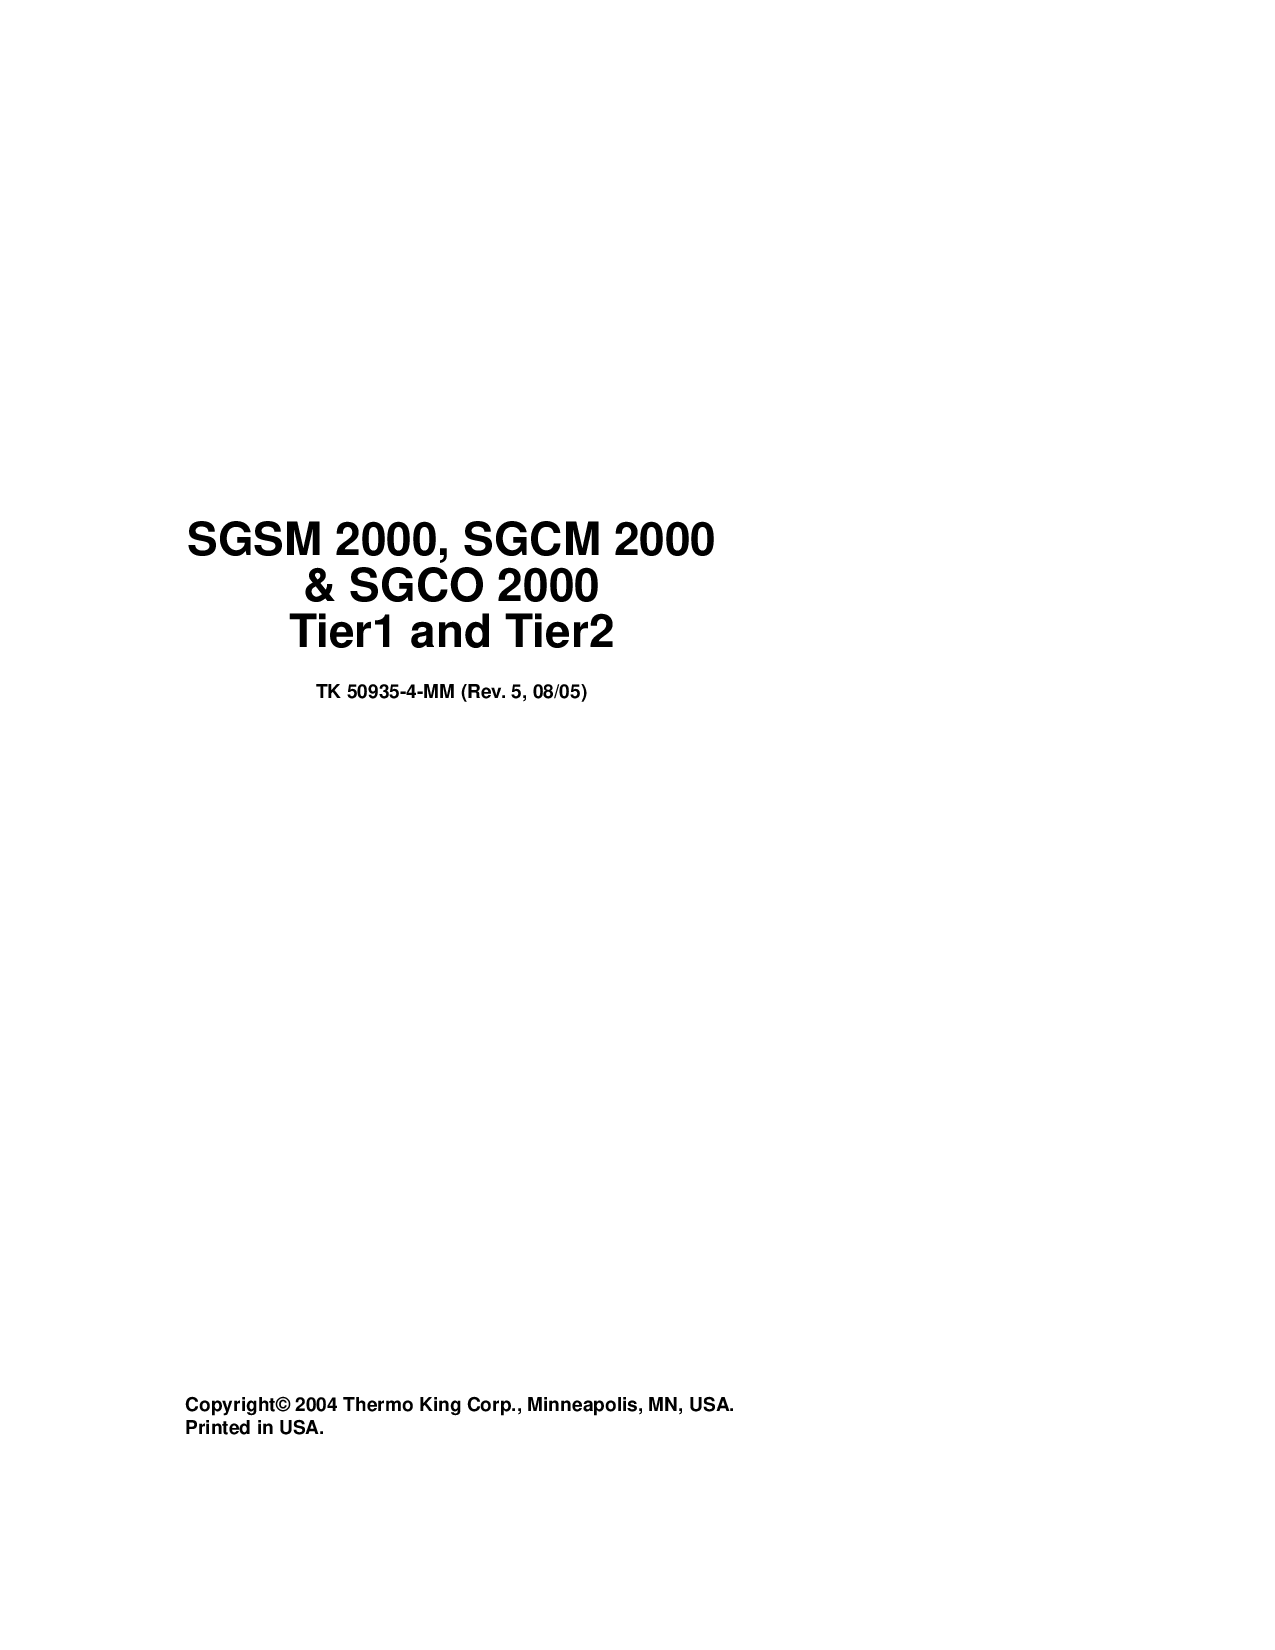 SGSM 2000, SGCM 2000
& SGCO 2000
Tier1 and Tier2
TK 50935-4-MM (Rev. 5, 08/05)
Copyright© 2004 Thermo King Corp., Minneapolis, MN, USA.
Printed in USA.